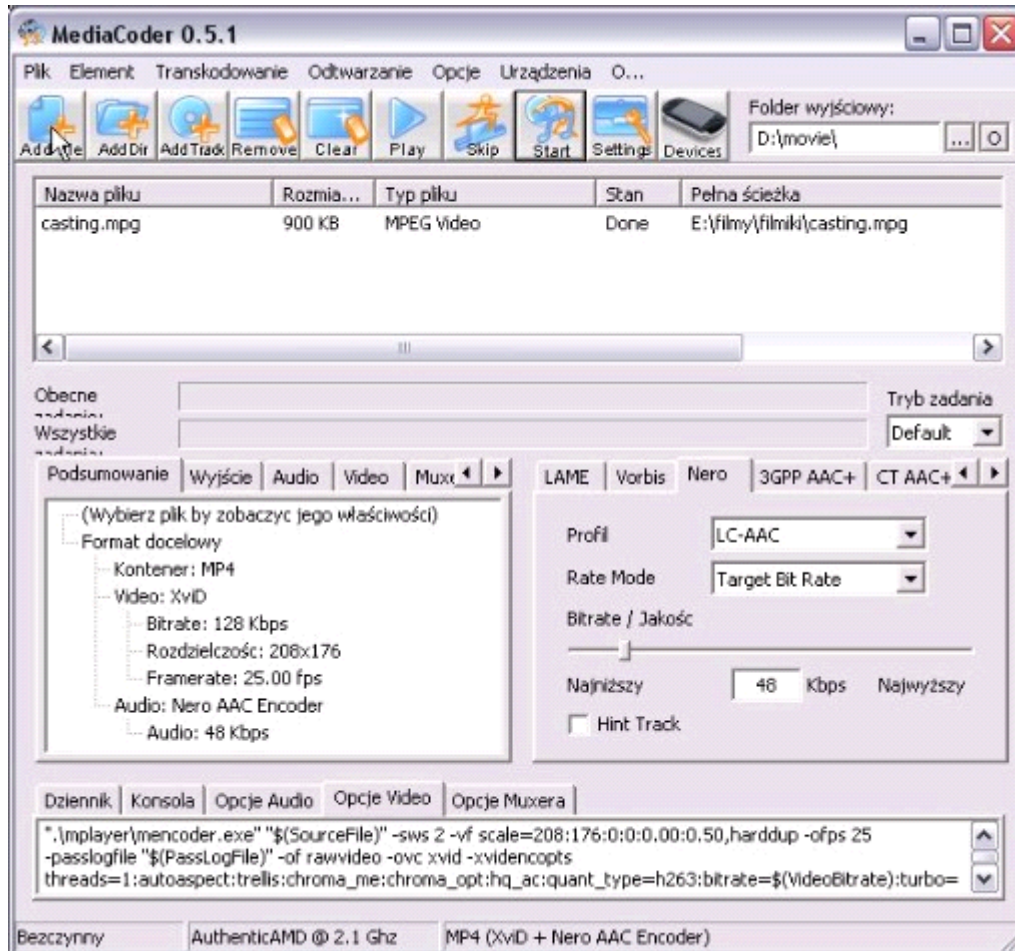 MediaCoder 0.5.1
Plik Element Transkodowanie Odtwarzanie Opcje Urządzenia O...
Folder wyjściowy:
Add Dir Add Track Remove Clear Play Skip Start Settings Devices
D:\movie\ ... O
Nazwa pliku Rozmia... Typ pliku Stan Pełna ścieżka
casting.mpg 900 KB MPEG Video Done E:\filmy\filmiki\casting.mpg
Obecne
Tryb zadania
Wszystkie
Default
Podsumowanie Wyjście Audio Video Muxe
LAME Vorbis Nero 3GPP AAC+ CT AAC+
(Wybierz plik by zobaczyc jego właściwości)
Format docelowy
Kontener: MP4
Video: XviD
Bitrate: 128 Kbps
Rozdzielczośc: 208x176
Framerate: 25.00 fps
Audio: Nero AAC Encoder
Audio: 48 Kbps
Profil LC-AAC
Rate Mode Target Bit Rate
Bitrate / Jakośc
Najniższy 48 Kbps Najwyższy
Hint Track
Dziennik Konsola Opcje Audio Opcje Video Opcje Muxera
".\mplayer\mencoder.exe" "$(SourceFile)" -sws 2 -vf scale=208:176:0:0:0.00:0.50,harddup -ofps 25
-passlogfile "$(PassLogFile)" -of rawvideo -ovc xvid -xvidencopts
threads=1:autoaspect:trellis:chroma_me:chroma_opt:hq_ac:quant_type=h263:bitrate=$(VideoBitrate):turbo=
Bezczynny AuthenticAMD @ 2.1 Ghz MP4 (XviD + Nero AAC Encoder)